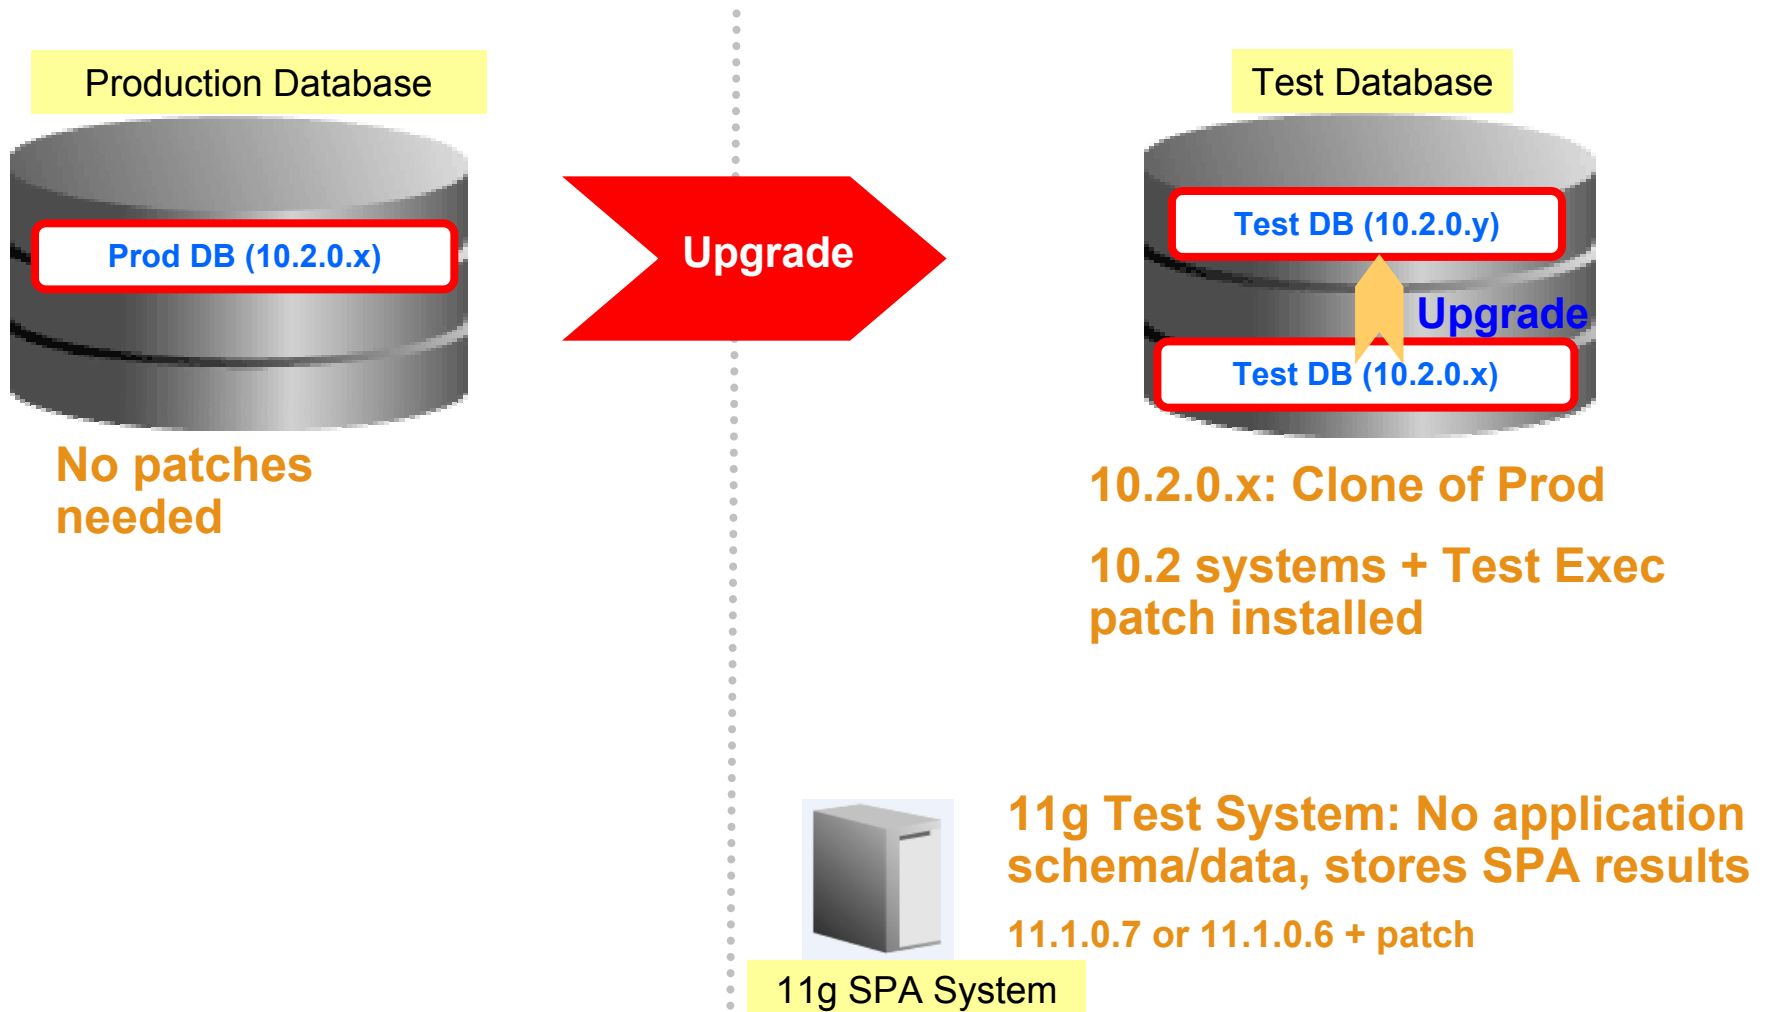 Production Database
Prod DB (10.2.0.x)
No patches
needed
Upgrade
Test Database
Test DB (10.2.0.y)
Upgrade
Test DB (10.2.0.x)
10.2.0.x: Clone of Prod
10.2 systems + Test Exec
patch installed
11g Test System: No application
schema/data, stores SPA results
11.1.0.7 or 11.1.0.6 + patch
11g SPA System